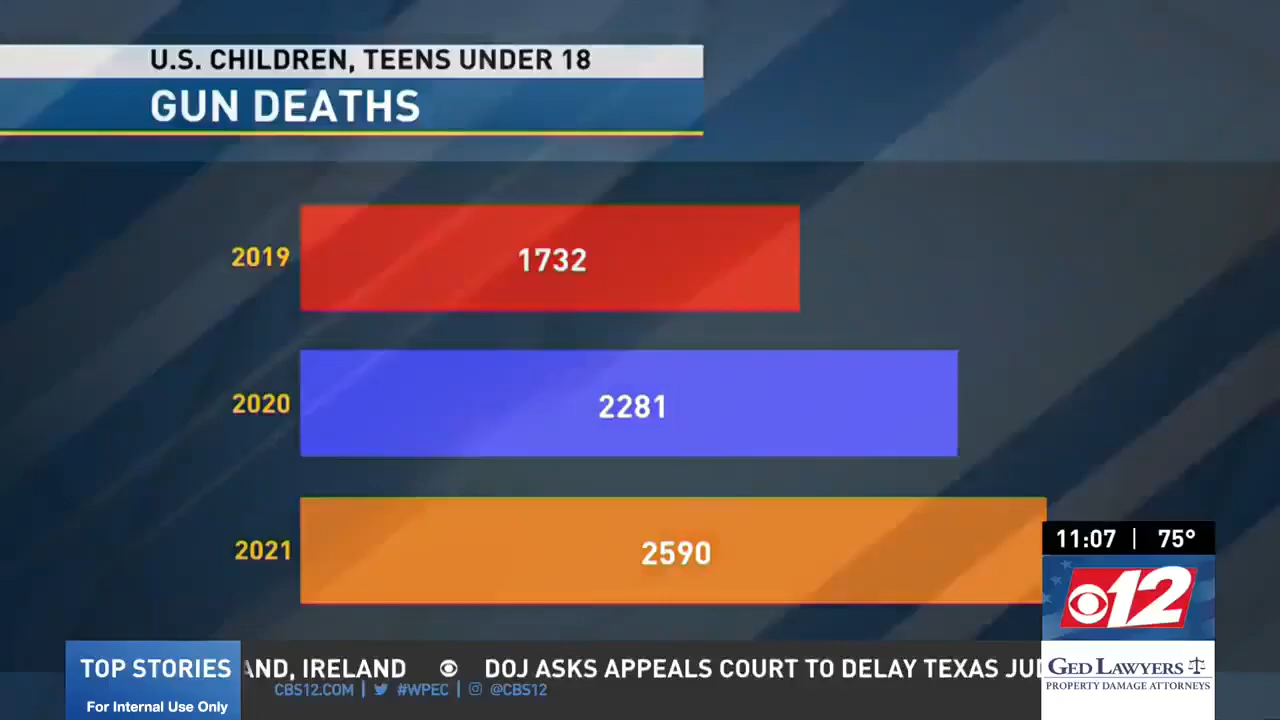 U.S. CHILDREN, TEENS UNDER 18
GUN DEATHS
2019
1732
2020
2281
2021
2590
11:07 | 75°
12
TOP STORIES
AND, IRELAND DOJ ASKS APPEALS COURT TO DELAY TEXAS JU
CBS12.COM | #WPEC | @CBS12
For Internal Use Only
GED LAWYERS
PROPERTY DAMAGE ATTORNEYS